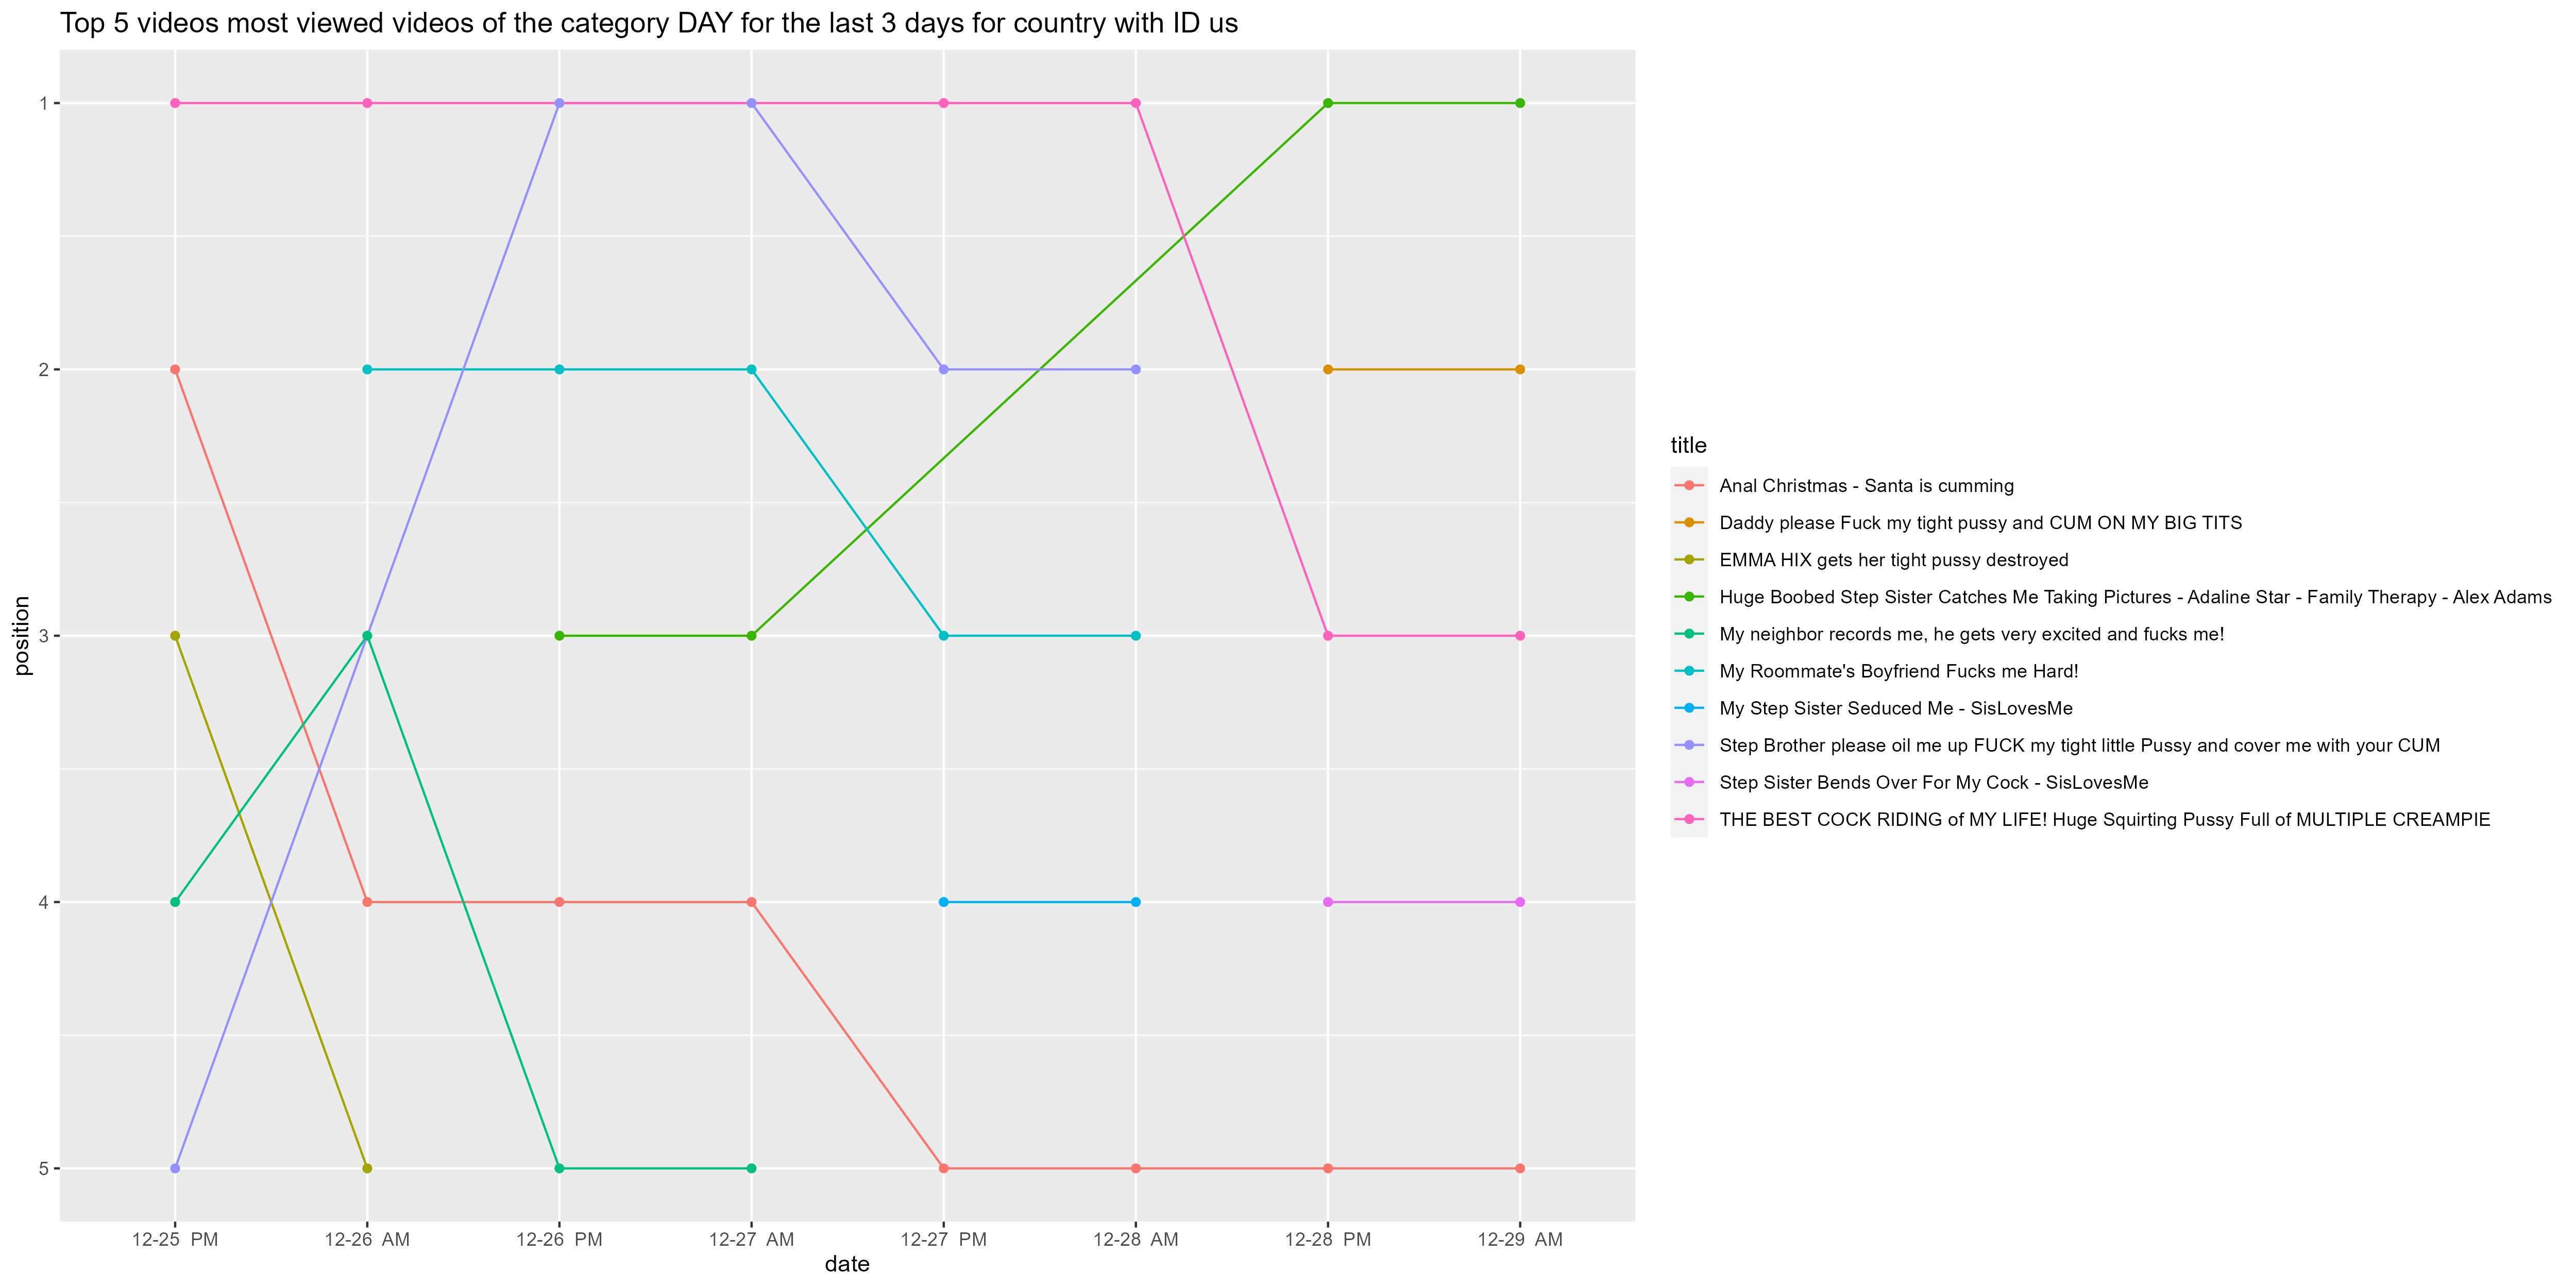 Top 5 videos most viewed videos of the category DAY for the last 3 days for country with ID us
position
1
2
3
4
5
12-25 PM
12-26 AM
12-26 PM
12-27 AM
12-27 PM
12-28 AM
12-28 PM
12-29 AM
date
title
Anal Christmas - Santa is cumming
Daddy please Fuck my tight pussy and CUM ON MY BIG TITS
EMMA HIX gets her tight pussy destroyed
Huge Boobed Step Sister Catches Me Taking Pictures - Adaline Star - Family Therapy - Alex Adams
My neighbor records me, he gets very excited and fucks me!
My Roommate's Boyfriend Fucks me Hard!
My Step Sister Seduced Me - SisLovesMe
Step Brother please oil me up FUCK my tight little Pussy and cover me with your CUM
Step Sister Bends Over For My Cock - SisLovesMe
THE BEST COCK RIDING of MY LIFE! Huge Squirting Pussy Full of MULTIPLE CREAMPIE